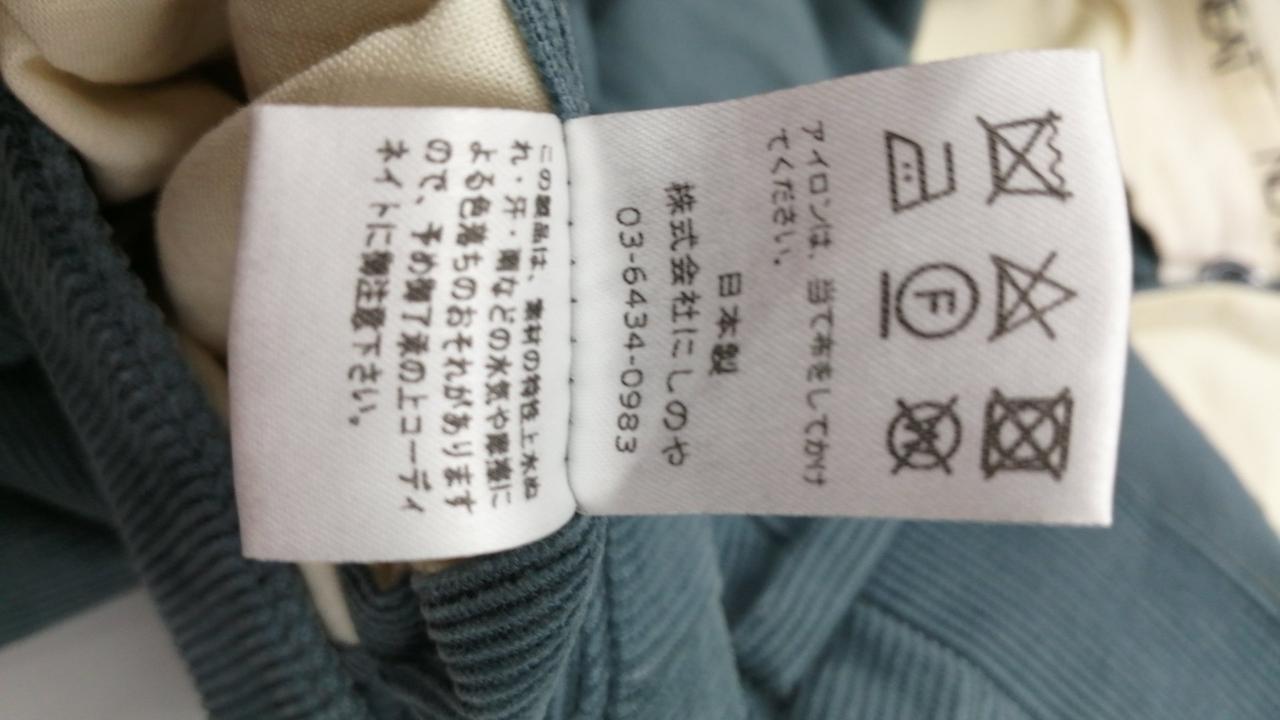 アイロンは、当て布をしてかけ
てください。
日本製
株式会社にしのや
03-6434-0983
この製品は、素材の特性上水ぬ
れ・汗・雨などの水気や摩擦に
よる色落ちのおそれがあります
ので、予め御了承の上コーディ
ネイトに御注意下さい。